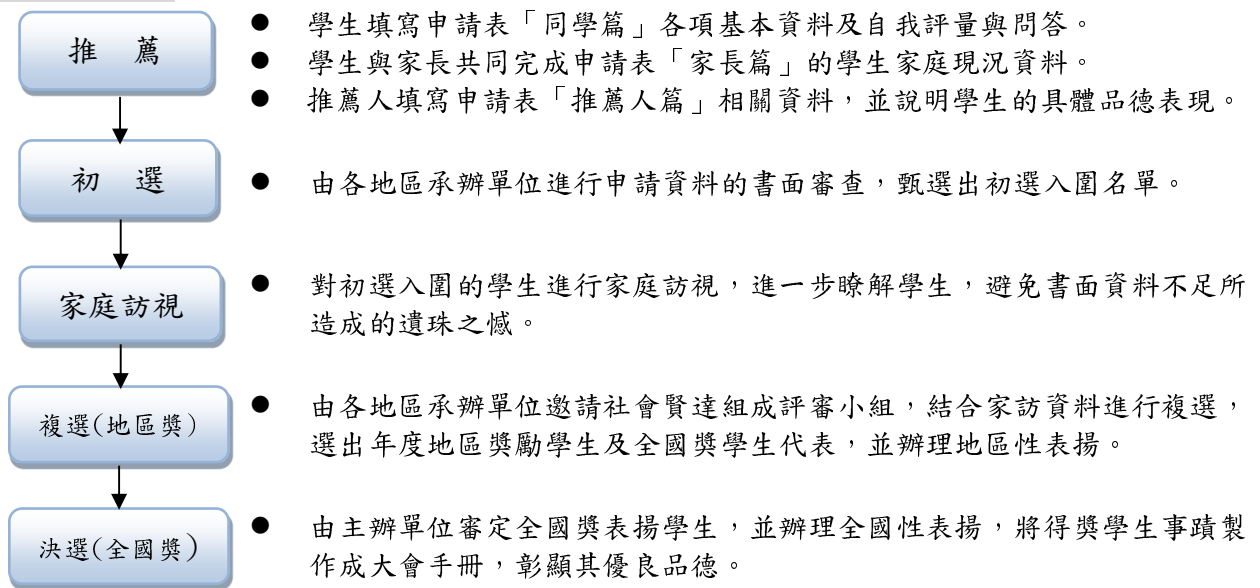 推 薦
● 學生填寫申請表「同學篇」各項基本資料及自我評量與問答。
● 學生與家長共同完成申請表「家長篇」的學生家庭現況資料。
● 推薦人填寫申請表「推薦人篇」相關資料，並說明學生的具體品德表現。
初 選
● 由各地區承辦單位進行申請資料的書面審查，甄選出初選入圍名單。
家庭訪視
● 對初選入圍的學生進行家庭訪視，進一步瞭解學生，避免書面資料不足所
造成的遺珠之憾。
複選(地區獎)
● 由各地區承辦單位邀請社會賢達組成評審小組，結合家訪資料進行複選，
選出年度地區獎勵學生及全國獎學生代表，並辦理地區性表揚。
決選(全國獎)
● 由主辦單位審定全國獎表揚學生，並辦理全國性表揚，將得獎學生事蹟製
作成大會手冊，彰顯其優良品德。